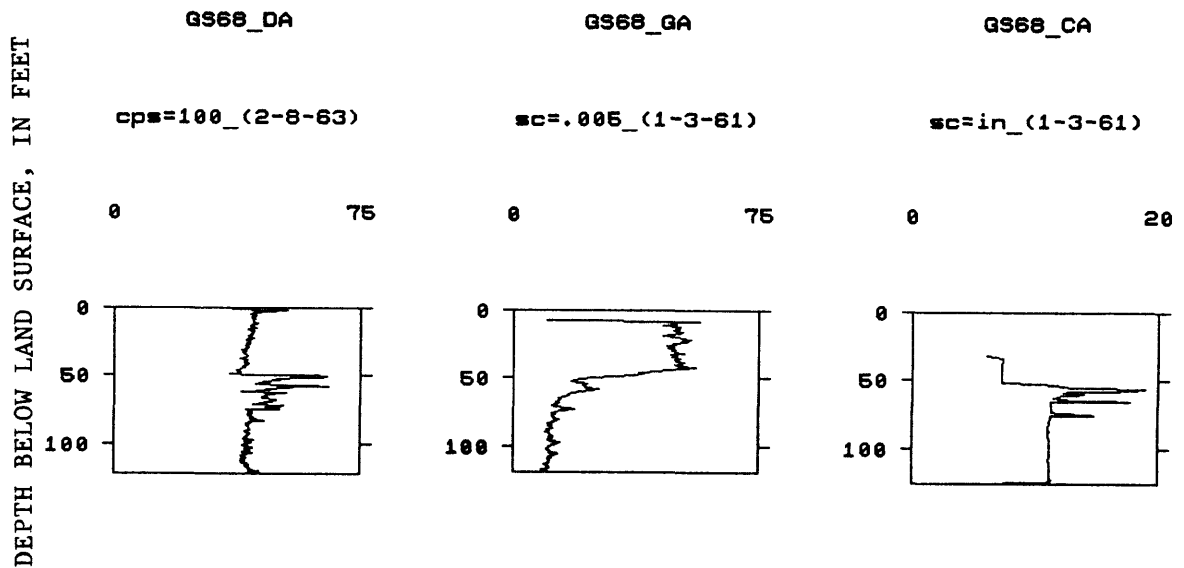 DEPTH BELOW LAND SURFACE, IN FEET
GS68_DA
cps=100_(2-8-63)
0 75
0
50
100
GS68_GA
sc=.005_(1-3-61)
0 75
0
50
100
GS68_CA
sc=in_(1-3-61)
0 20
0
50
100